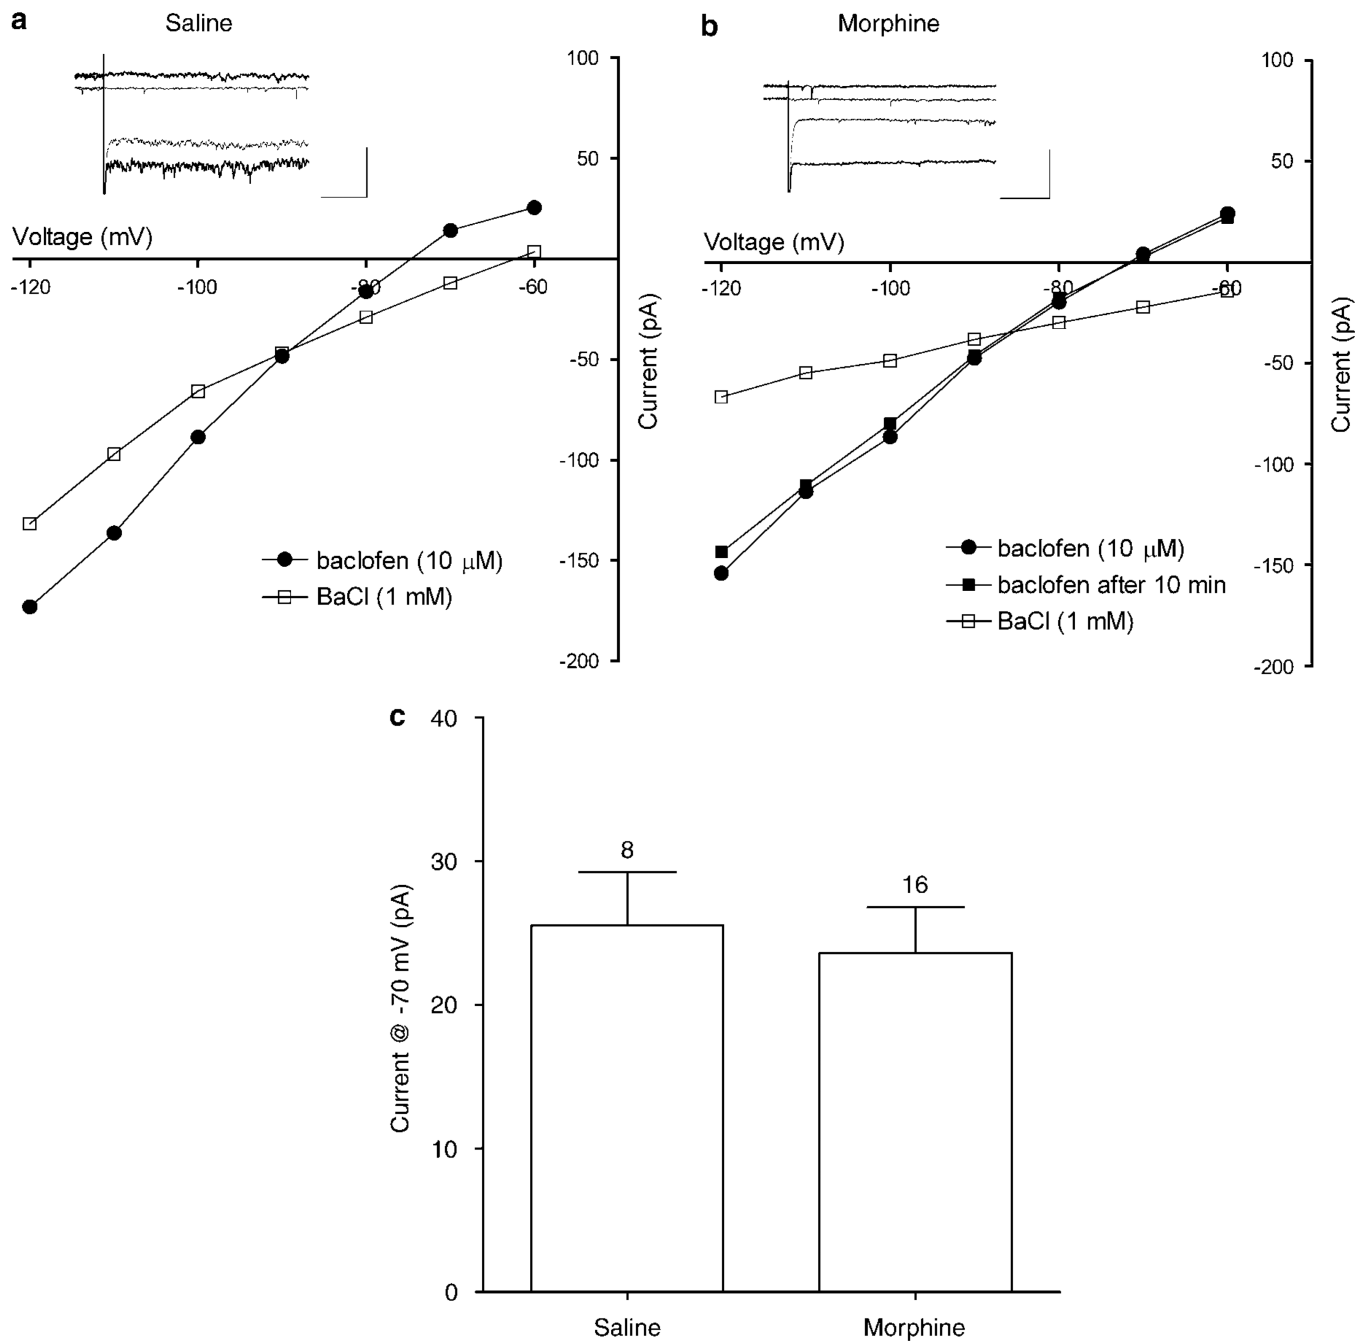 a
Saline
100
50
Voltage (mV)
-120
-100
-80
-60
-50
-100
-150
-200
Current (pA)
baclofen (10 μM)
BaCl (1 mM)
b
Morphine
100
50
Voltage (mV)
-120
-100
-80
-60
-50
-100
-150
-200
Current (pA)
baclofen (10 μM)
baclofen after 10 min
BaCl (1 mM)
c
40
30
20
10
0
Current @ -70 mV (pA)
8
16
Saline
Morphine